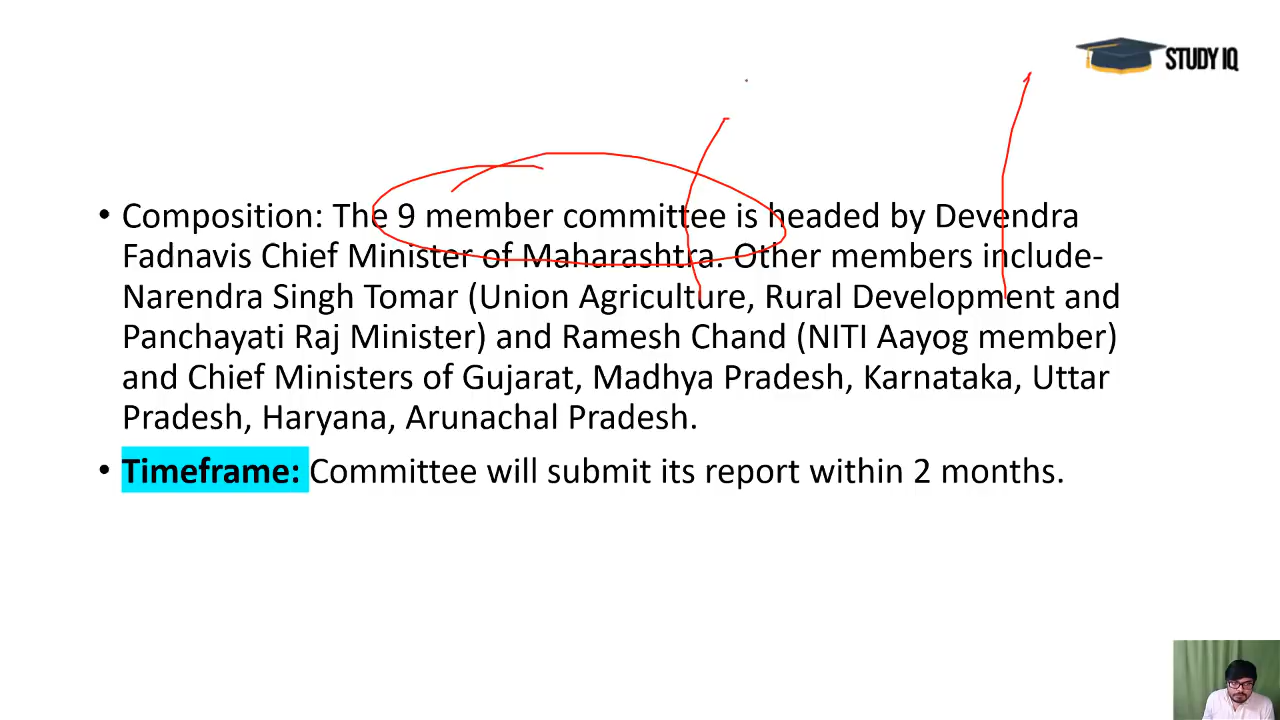 STUDY IQ
• Composition: The 9 member committee is headed by Devendra
Fadnavis Chief Minister of Maharashtra. Other members include-
Narendra Singh Tomar (Union Agriculture, Rural Development and
Panchayati Raj Minister) and Ramesh Chand (NITI Aayog member)
and Chief Ministers of Gujarat, Madhya Pradesh, Karnataka, Uttar
Pradesh, Haryana, Arunachal Pradesh.
• Timeframe: Committee will submit its report within 2 months.